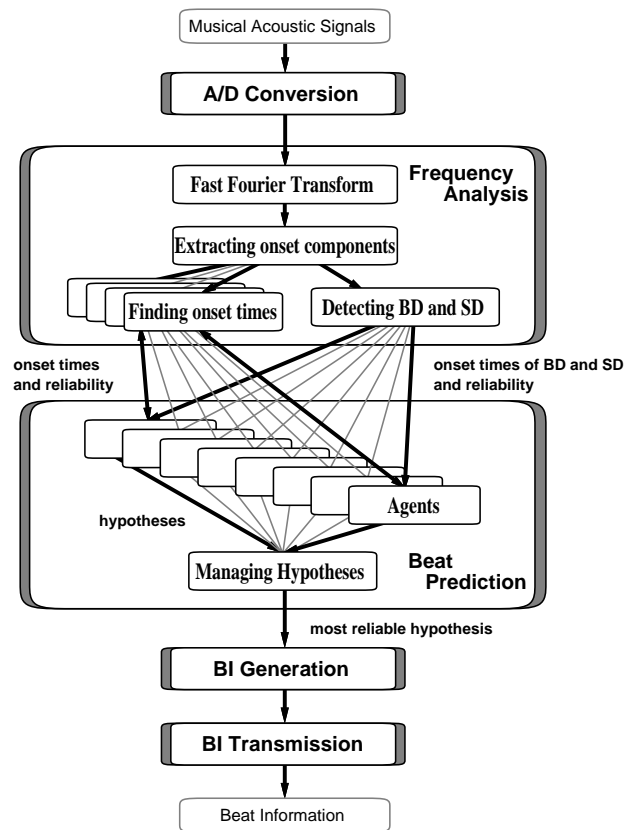 Musical Acoustic Signals
A/D Conversion
Frequency
Analysis
Fast Fourier Transform
Extracting onset components
Finding onset times
Detecting BD and SD
onset times
and reliability
onset times of BD and SD
and reliability
Agents
hypotheses
Managing Hypotheses
Beat
Prediction
most reliable hypothesis
BI Generation
BI Transmission
Beat Information